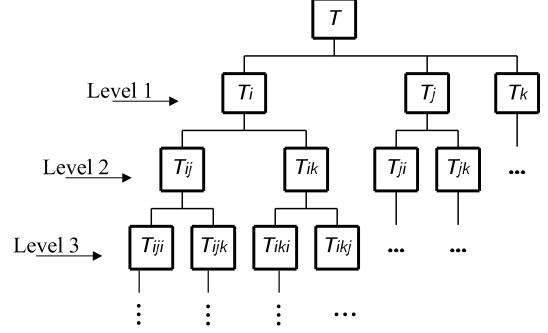 T
Level 1 Ti Tj Tk
Level 2 Tij Tik Tji Tjk ...
Level 3 Tiji Tijk Tiki Tikj ... ...
⋮ ⋮ ⋮ ...